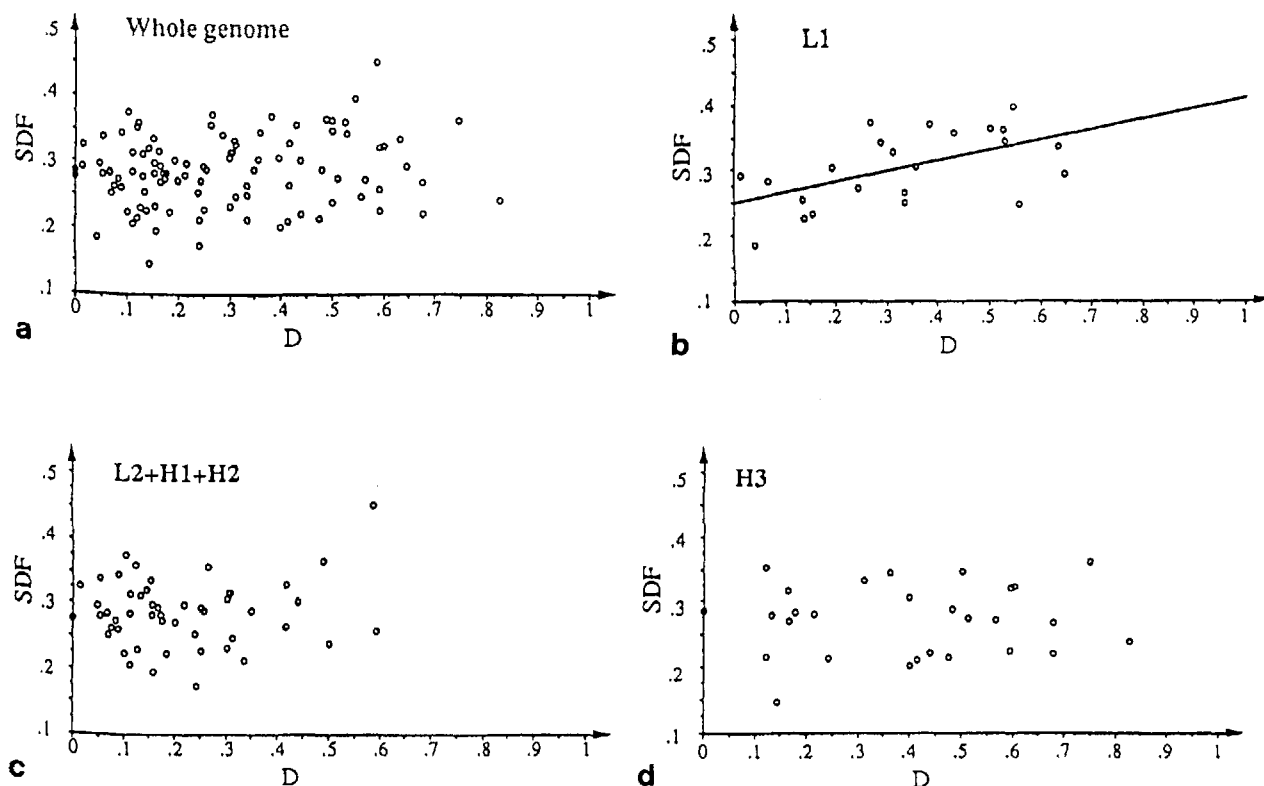 Whole genome
SDF
.5
.4
.3
.2
.1
0 .1 .2 .3 .4 .5 .6 .7 .8 .9 1
D
a
L1
SDF
.5
.4
.3
.2
.1
0 .1 .2 .3 .4 .5 .6 .7 .8 .9 1
D
b
L2+H1+H2
SDF
.5
.4
.3
.2
.1
0 .1 .2 .3 .4 .5 .6 .7 .8 .9 1
D
c
H3
SDF
.5
.4
.3
.2
.1
0 .1 .2 .3 .4 .5 .6 .7 .8 .9 1
D
d